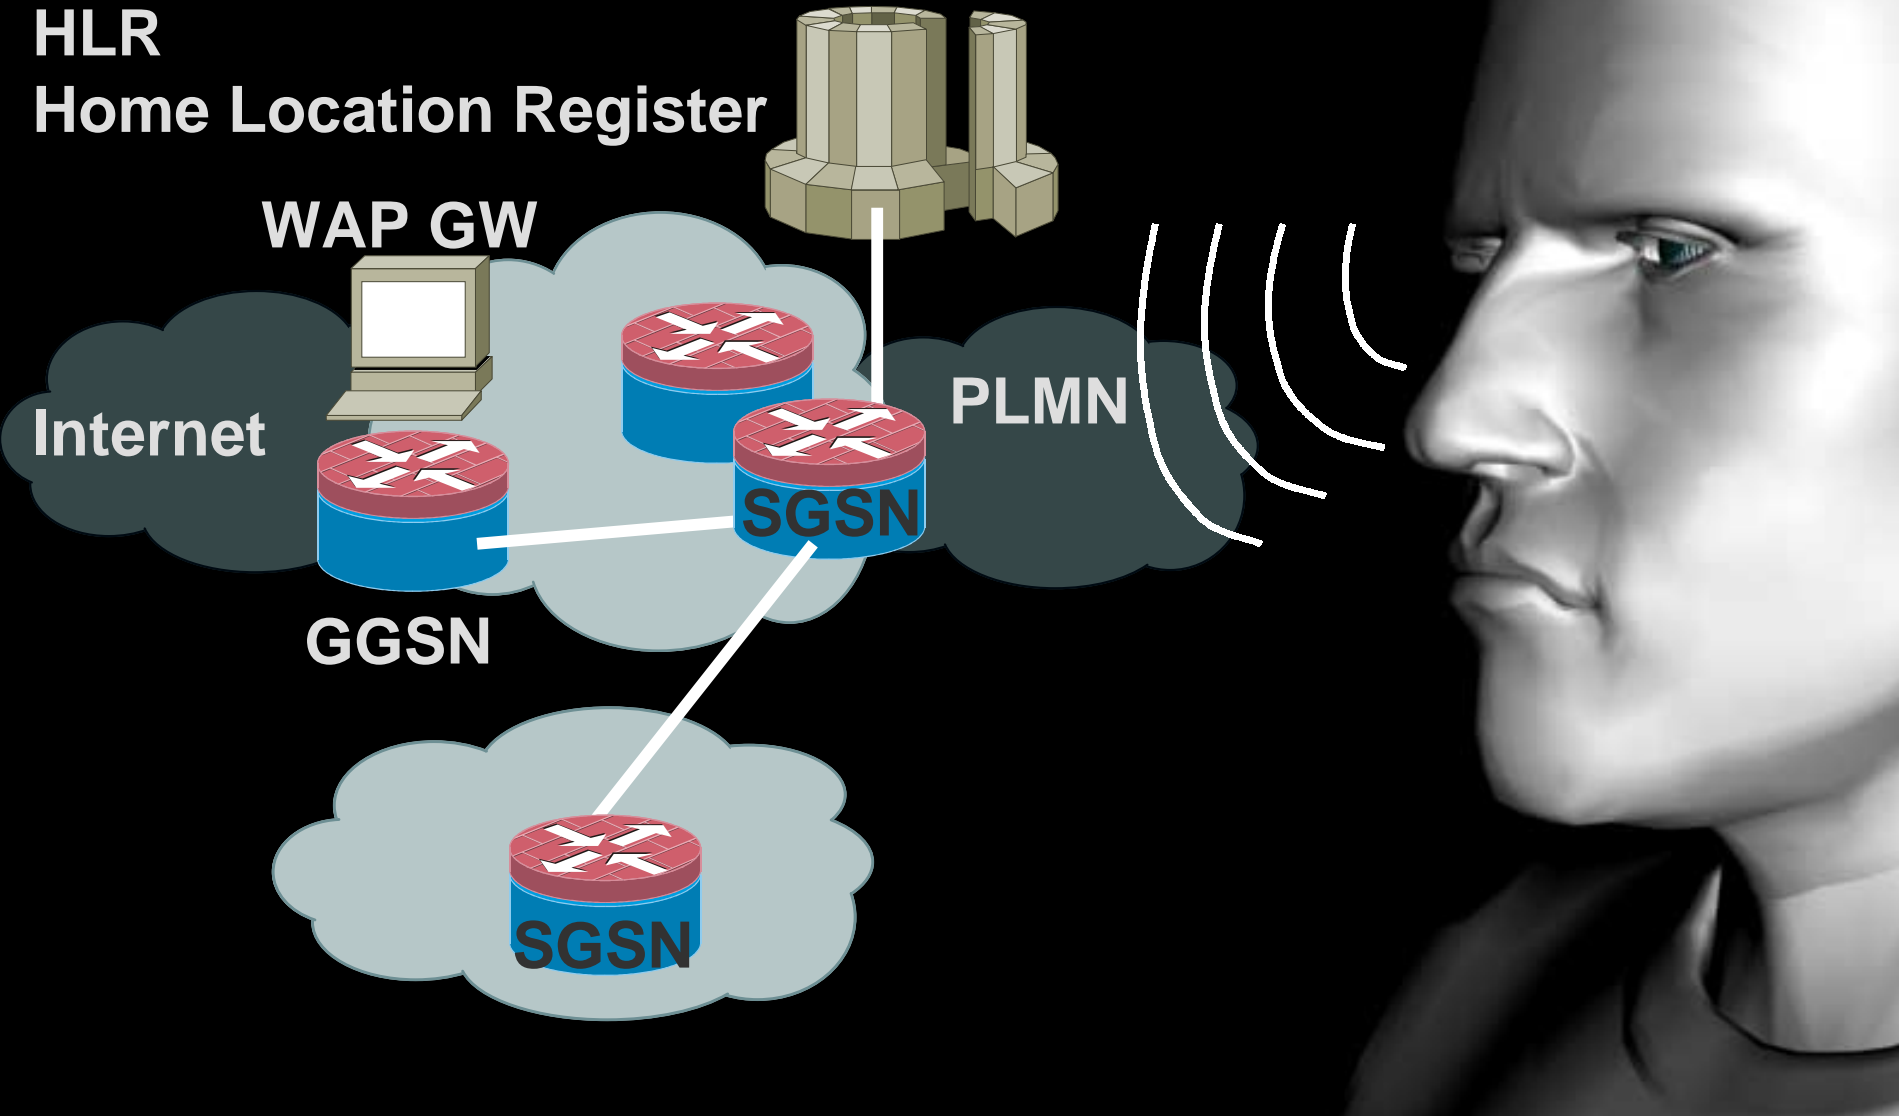 HLR
Home Location Register
WAP GW
Internet
PLMN
SGSN
GGSN
SGSN